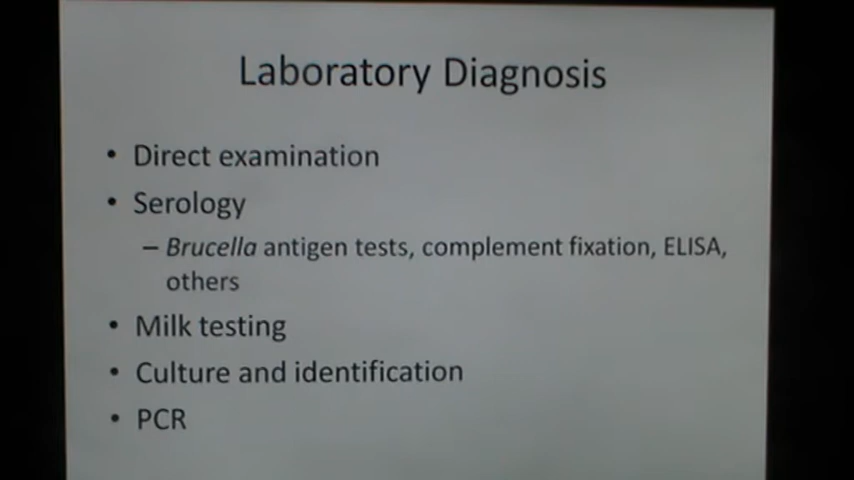 Laboratory Diagnosis
• Direct examination
• Serology
– Brucella antigen tests, complement fixation, ELISA,
others
• Milk testing
• Culture and identification
• PCR